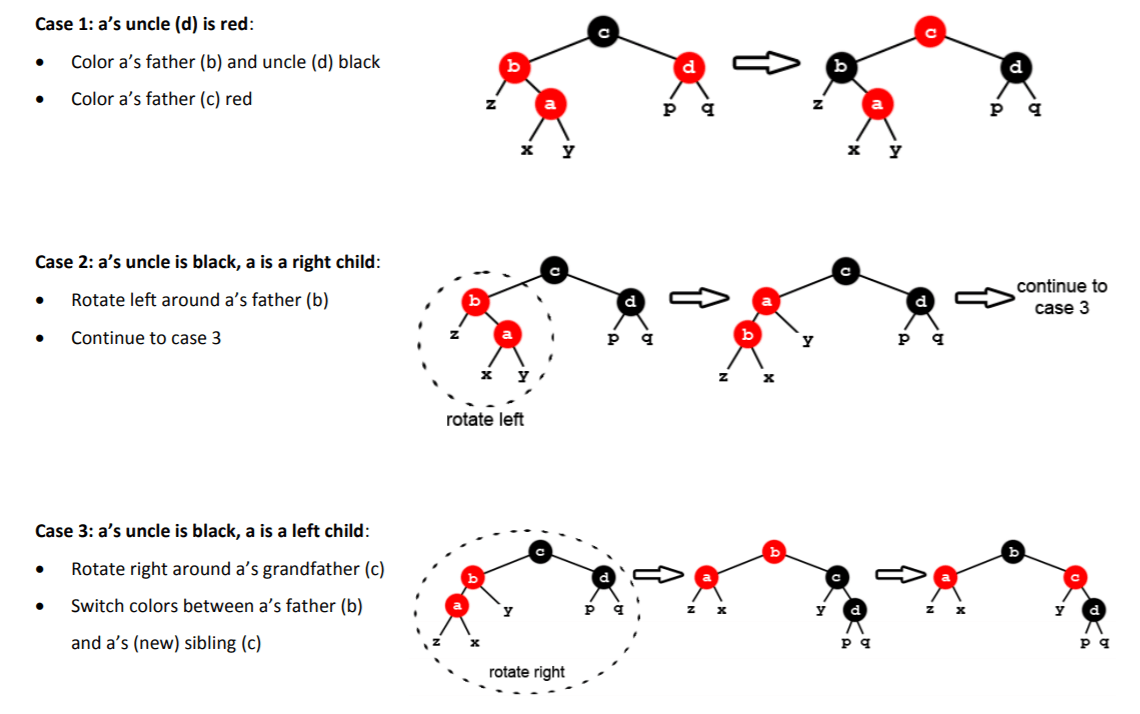 Case 1: a’s uncle (d) is red:
• Color a’s father (b) and uncle (d) black
• Color a’s father (c) red
c
b d
z a p q
x y
c
b d
z a p q
x y
Case 2: a’s uncle is black, a is a right child:
• Rotate left around a’s father (b)
• Continue to case 3
c
b d
z a p q
x y
rotate left
c
a d
b y p q
z x
continue to
case 3
Case 3: a’s uncle is black, a is a left child:
• Rotate right around a’s grandfather (c)
• Switch colors between a’s father (b)
and a’s (new) sibling (c)
c
b d
a y p q
z x
rotate right
b
a c
z x y d
p q
b
a c
z x y d
p q